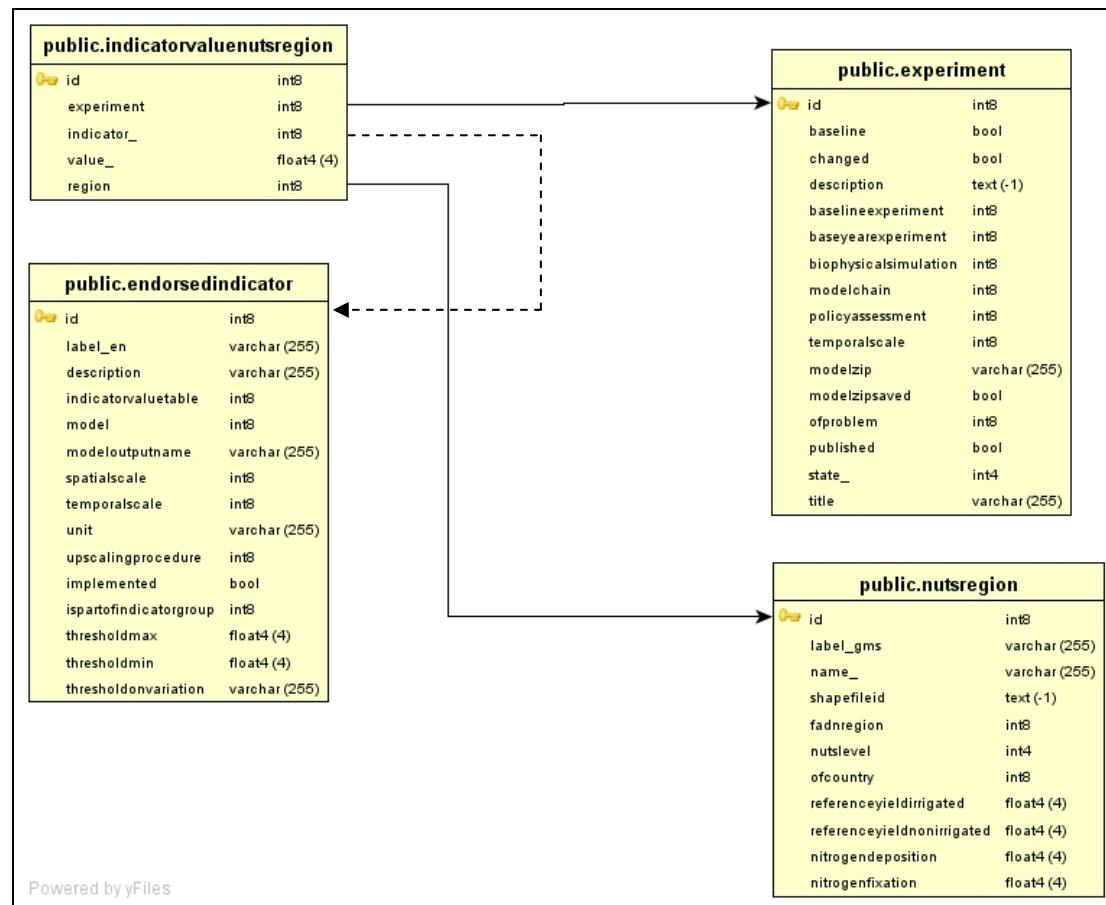 public.indicatorvaluenutsregion
id int8
experiment int8
indicator_ int8
value_ float4 (4)
region int8
public.endorsedindicator
id int8
label_en varchar (255)
description varchar (255)
indicatorvaluetable int8
model int8
modeloutputname varchar (255)
spatialscale int8
temporalscale int8
unit varchar (255)
upscalingprocedure int8
implemented bool
ispartofindicatorgroup int8
thresholdmax float4 (4)
thresholdmin float4 (4)
thresholdonvariation varchar (255)
public.experiment
id int8
baseline bool
changed bool
description text (-1)
baselineexperiment int8
baseyearexperiment int8
biophysicalsimulation int8
modelchain int8
policyassessment int8
temporalscale int8
modelzip varchar (255)
modelzipsaved bool
ofproblem int8
published bool
state_ int4
title varchar (255)
public.nutsregion
id int8
label_gms varchar (255)
name_ varchar (255)
shapefileid text (-1)
fadnregion int8
nutslevel int4
ofcountry int8
referenceyieldirrigated float4 (4)
referenceyieldnonirrigated float4 (4)
nitrogendeposition float4 (4)
nitrogenfixation float4 (4)
Powered by yFiles